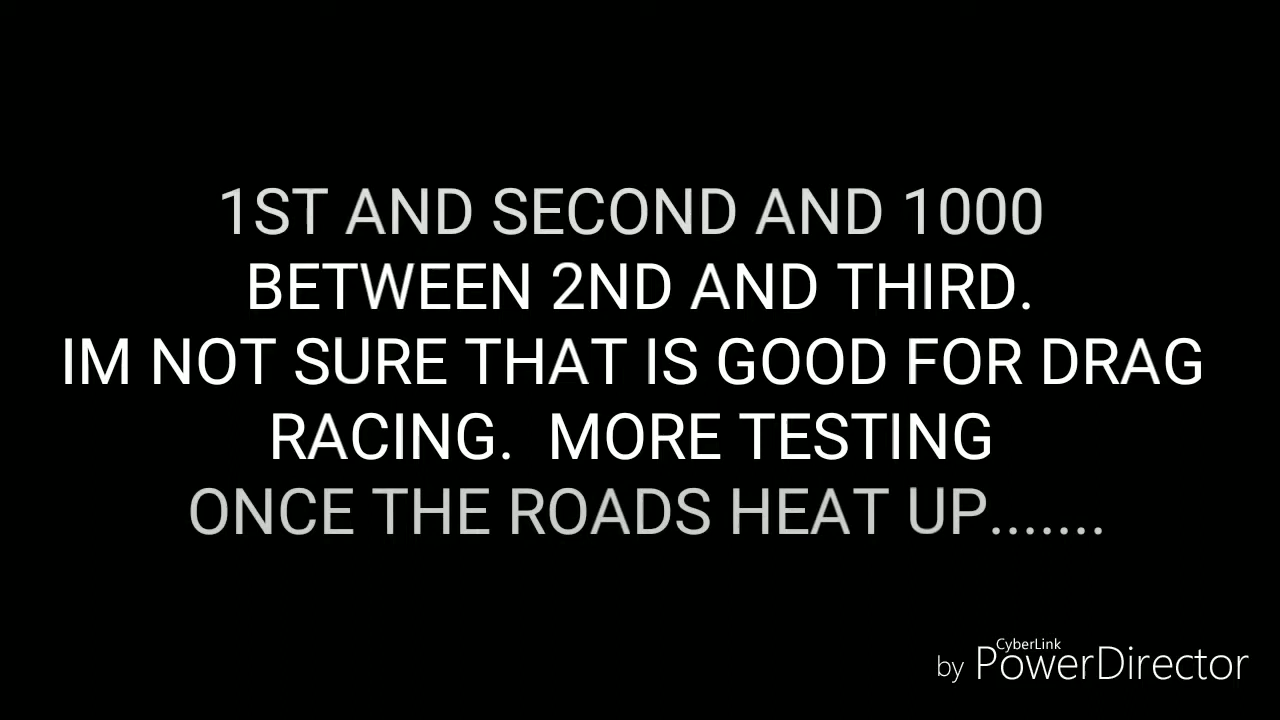 1ST AND SECOND AND 1000
BETWEEN 2ND AND THIRD.
IM NOT SURE THAT IS GOOD FOR DRAG
RACING.  MORE TESTING
ONCE THE ROADS HEAT UP.......
CyberLink
by PowerDirector